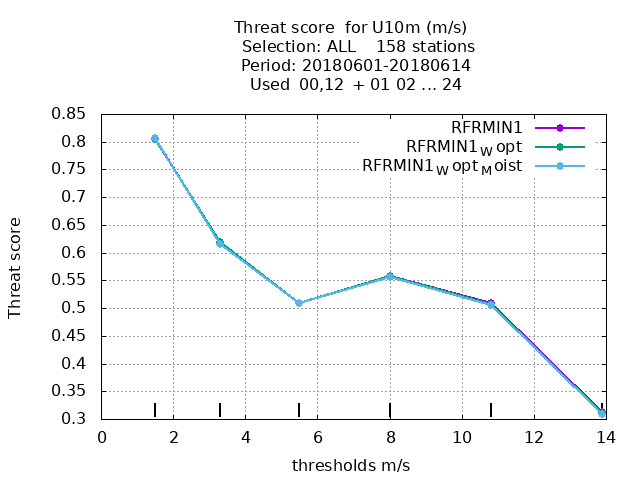 Threat score  for U10m (m/s)
Selection: ALL    158 stations
Period: 20180601-20180614
Used  00,12  + 01 02 ... 24
RFRMIN1
RFRMIN1Wopt
RFRMIN1WoptMoist
0.85
0.8
0.75
0.7
0.65
0.6
0.55
0.5
0.45
0.4
0.35
0.3
Threat score
0 2 4 6 8 10 12 14
thresholds m/s